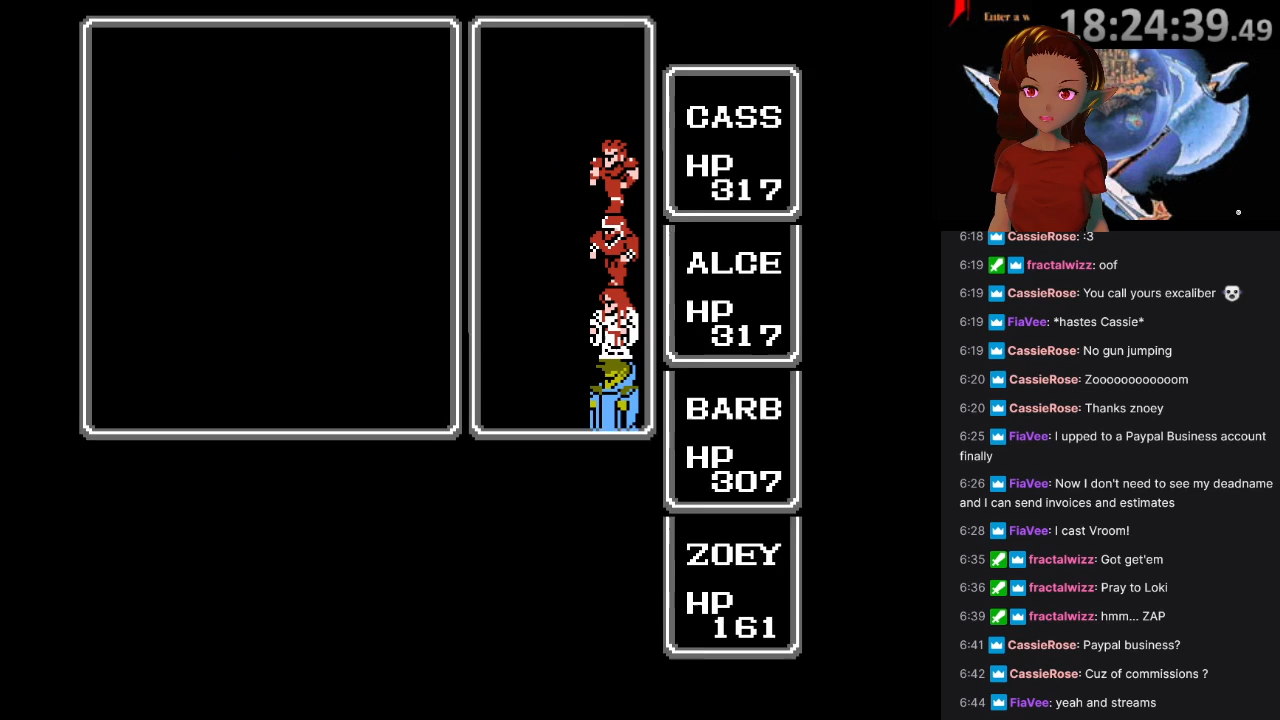 CASS
HP
317
ALCE
HP
317
BARB
HP
307
ZOEY
HP
161
Enter a w
18:24:39.49
6:18 CassieRose: :3
6:19 fractalwizz: oof
6:19 CassieRose: You call yours excaliber
6:19 FiaVee: *hastes Cassie*
6:19 CassieRose: No gun jumping
6:20 CassieRose: Zoooooooooooom
6:20 CassieRose: Thanks znoey
6:25 FiaVee: I upped to a Paypal Business account
finally
6:26 FiaVee: Now I don't need to see my deadname
and I can send invoices and estimates
6:28 FiaVee: I cast Vroom!
6:35 fractalwizz: Got get'em
6:36 fractalwizz: Pray to Loki
6:39 fractalwizz: hmm... ZAP
6:41 CassieRose: Paypal business?
6:42 CassieRose: Cuz of commissions ?
6:44 FiaVee: yeah and streams